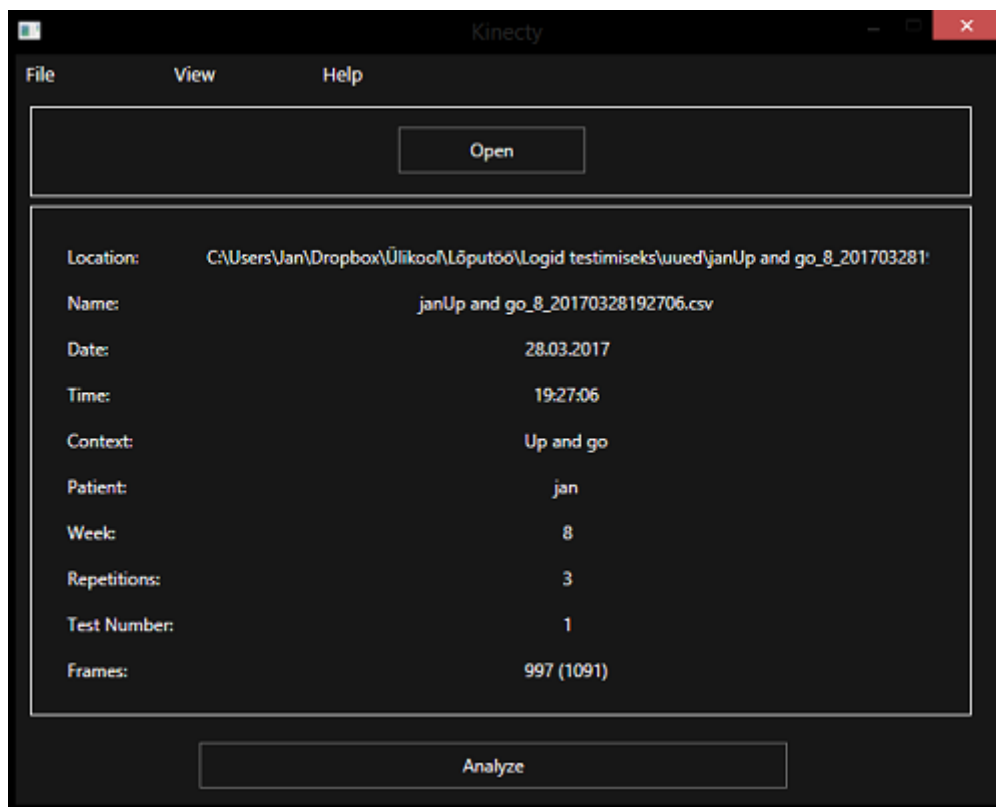 Kinecty
File View Help
Open
Location: C:\Users\Jan\Dropbox\Ülikool\Lõputöö\Logid testimiseks\uued\janUp and go_8_201703281
Name: janUp and go_8_20170328192706.csv
Date: 28.03.2017
Time: 19:27:06
Context: Up and go
Patient: jan
Week: 8
Repetitions: 3
Test Number: 1
Frames: 997 (1091)
Analyze